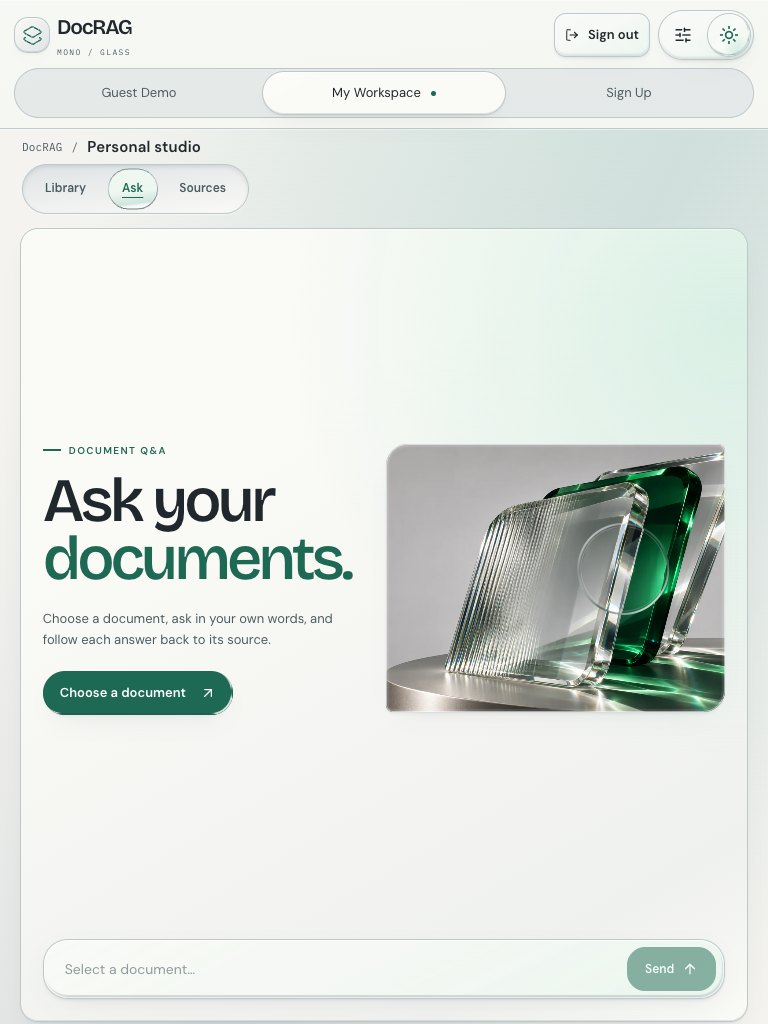 DocRAG
MONO / GLASS
Sign out
Guest Demo
My Workspace
Sign Up
DocRAG / Personal studio
Library
Ask
Sources
DOCUMENT Q&A
Ask your
documents.
Choose a document, ask in your own words, and
follow each answer back to its source.
Choose a document
Select a document...
Send